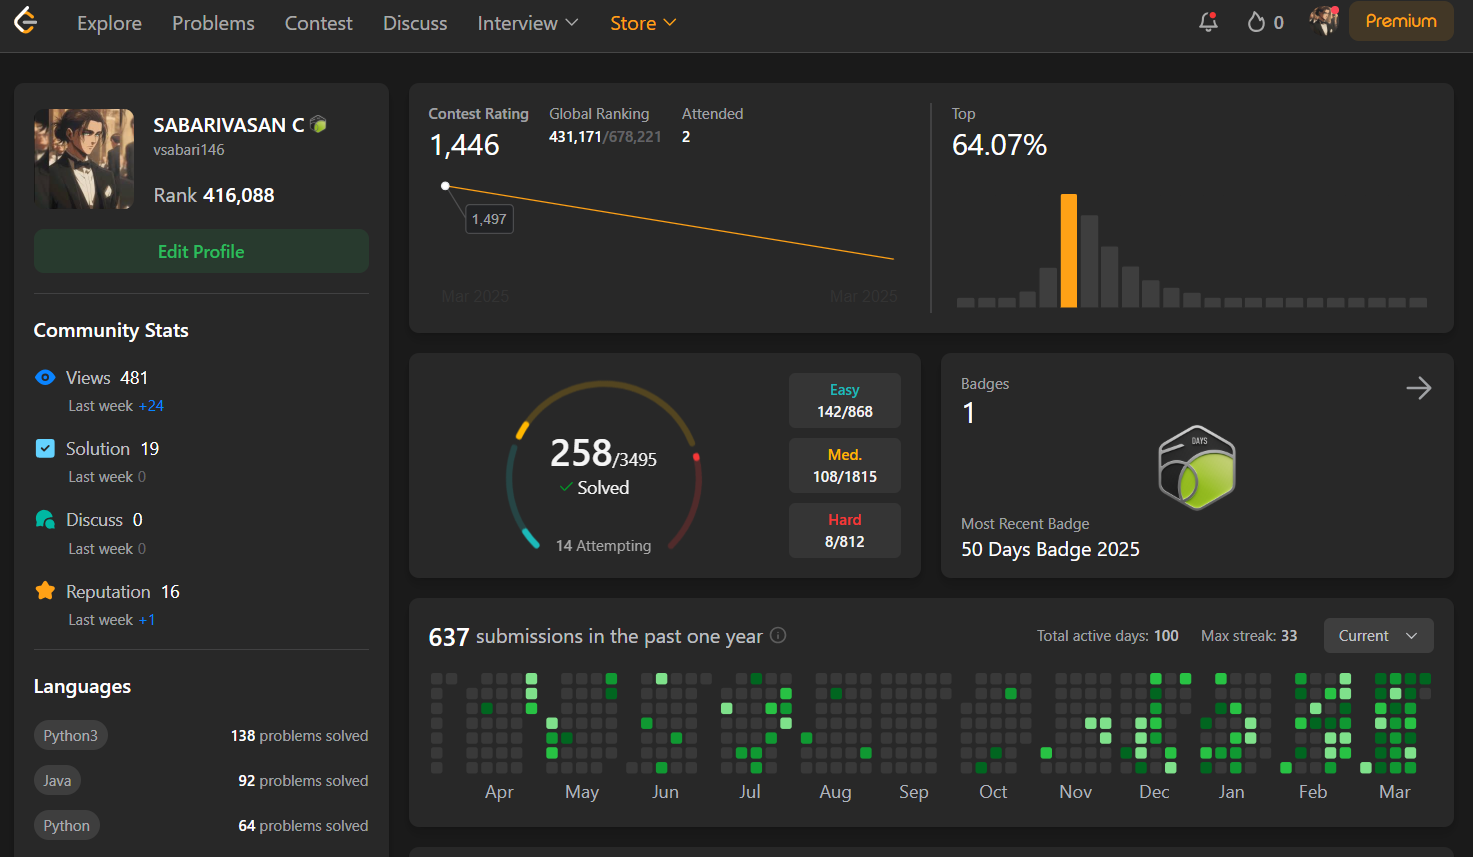 Explore Problems Contest Discuss Interview Store 0 Premium
SABARIVASAN C
vsabari146
Rank 416,088
Edit Profile
Community Stats
Views 481
Last week +24
Solution 19
Last week 0
Discuss 0
Last week 0
Reputation 16
Last week +1
Languages
Python3 138 problems solved
Java 92 problems solved
Python 64 problems solved
Contest Rating Global Ranking Attended
1,446 431,171/678,221 2
1,497
Mar 2025 Mar 2025
Top
64.07%
258/3495
Solved
14 Attempting
Easy
142/868
Med.
108/1815
Hard
8/812
Badges
1
DAYS
Most Recent Badge
50 Days Badge 2025
637 submissions in the past one year Total active days: 100 Max streak: 33 Current
Apr May Jun Jul Aug Sep Oct Nov Dec Jan Feb Mar